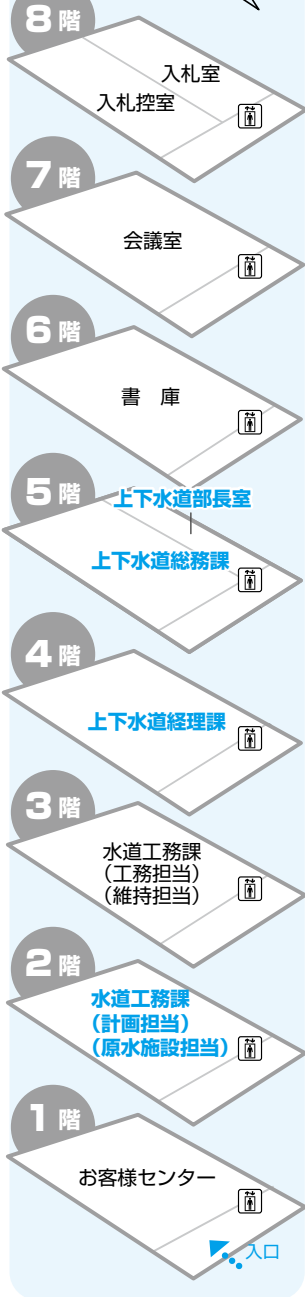 8階
入札室
入札控室
7階
会議室
6階
書　庫
5階
上下水道部長室
上下水道総務課
4階
上下水道経理課
3階
水道工務課
（工務担当）
（維持担当）
2階
水道工務課
（計画担当）
（原水施設担当）
1階
お客様センター
入口